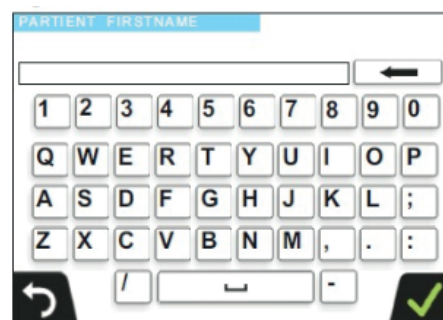 PARTIENT FIRSTNAME
1 2 3 4 5 6 7 8 9 0
Q W E R T Y U I O P
A S D F G H J K L ;
Z X C V B N M , . :
/ -